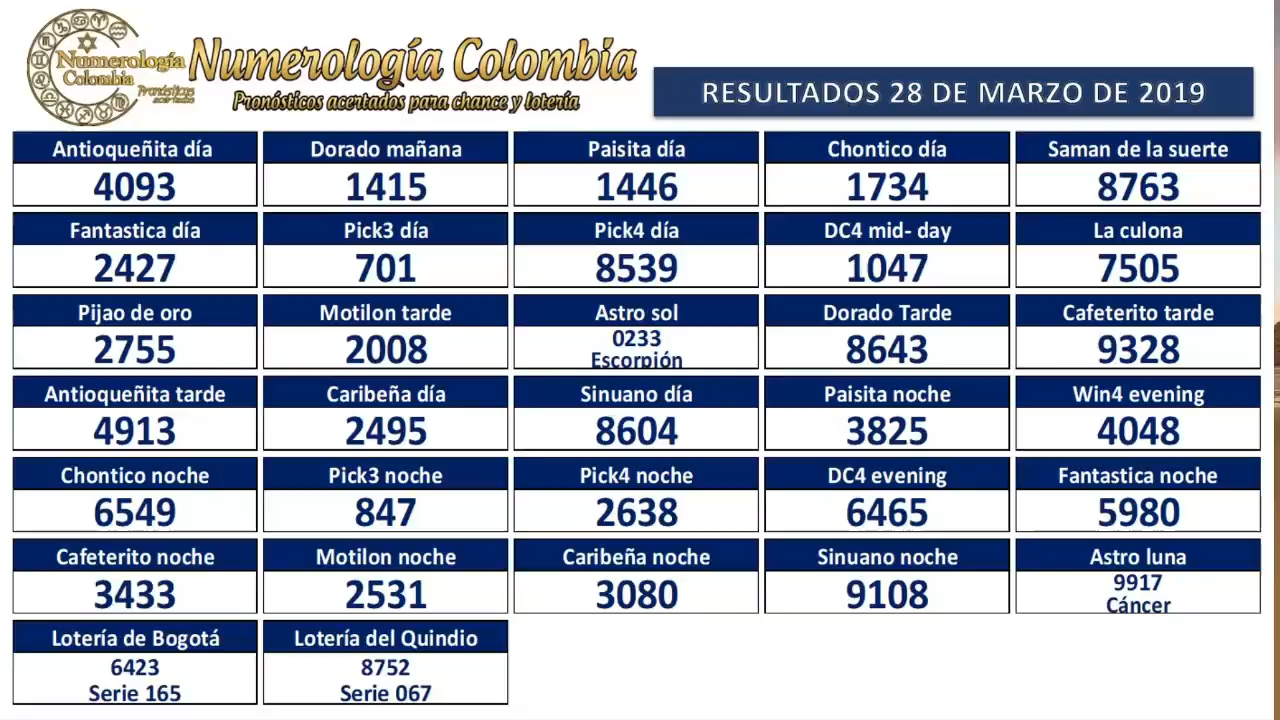 Numerología
Colombia
Pronósticos
acertados
Numerología Colombia
Pronósticos acertados para chance y lotería
RESULTADOS 28 DE MARZO DE 2019
Antioqueñita día Dorado mañana Paisita día Chontico día Saman de la suerte
4093 1415 1446 1734 8763
Fantastica día Pick3 día Pick4 día DC4 mid- day La culona
2427 701 8539 1047 7505
Pijao de oro Motilon tarde Astro sol Dorado Tarde Cafeterito tarde
2755 2008 0233 8643 9328
Escorpión
Antioqueñita tarde Caribeña día Sinuano día Paisita noche Win4 evening
4913 2495 8604 3825 4048
Chontico noche Pick3 noche Pick4 noche DC4 evening Fantastica noche
6549 847 2638 6465 5980
Cafeterito noche Motilon noche Caribeña noche Sinuano noche Astro luna
3433 2531 3080 9108 9917
Cáncer
Lotería de Bogotá Lotería del Quindio
6423 8752
Serie 165 Serie 067